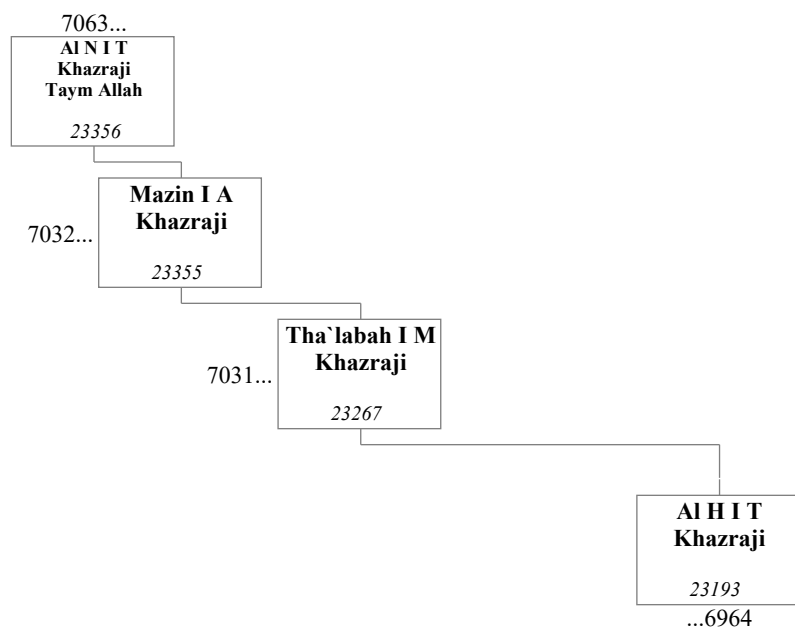 7063...
Al N I T
Khazraji
Taym Allah
23356
Mazin I A
Khazraji
7032...
23355
Tha`labah I M
Khazraji
7031...
23267
Al H I T
Khazraji
23193
...6964